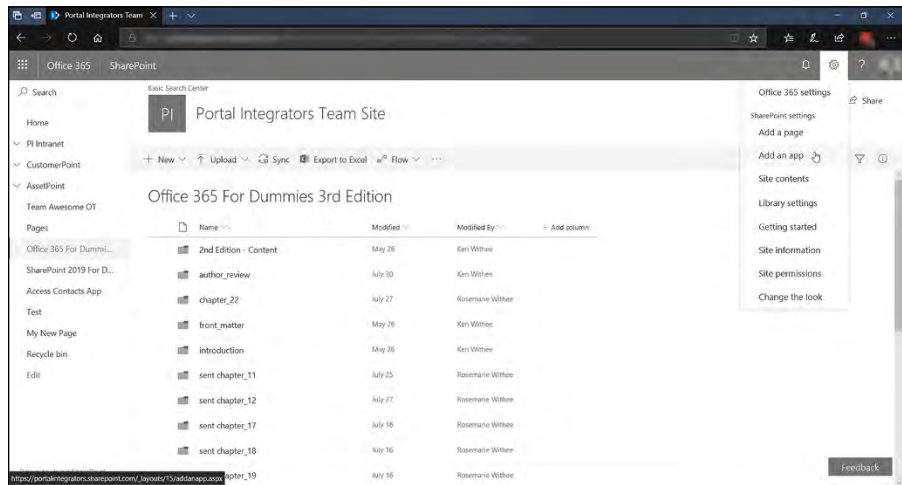 Portal Integrators Team
Office 365 SharePoint
Search
Home
PI Intranet
CustomerPoint
AssetPoint
Team Awesome OT
Pages
Office 365 For Dummi...
SharePoint 2019 For D...
Access Contacts App
Test
My New Page
Recycle bin
Edit
Basic Search Center
PI Portal Integrators Team Site
Share
+ New Upload Sync Export to Excel Flow ...
Office 365 For Dummies 3rd Edition
Name Modified Modified By + Add column
2nd Edition - Content May 26 Ken Withee
author_review July 30 Ken Withee
chapter_22 July 27 Rosemarie Withee
front_matter May 26 Ken Withee
introduction May 26 Ken Withee
sent chapter_11 July 25 Rosemarie Withee
sent chapter_12 July 27 Rosemarie Withee
sent chapter_17 July 16 Rosemarie Withee
sent chapter_18 July 16 Rosemarie Withee
apter_19 July 16 Rosemarie Withee
Office 365 settings
SharePoint settings
Add a page
Add an app
Site contents
Library settings
Getting started
Site information
Site permissions
Change the look
Feedback
https://portalintegrators.sharepoint.com/_layouts/15/addanapp.aspx